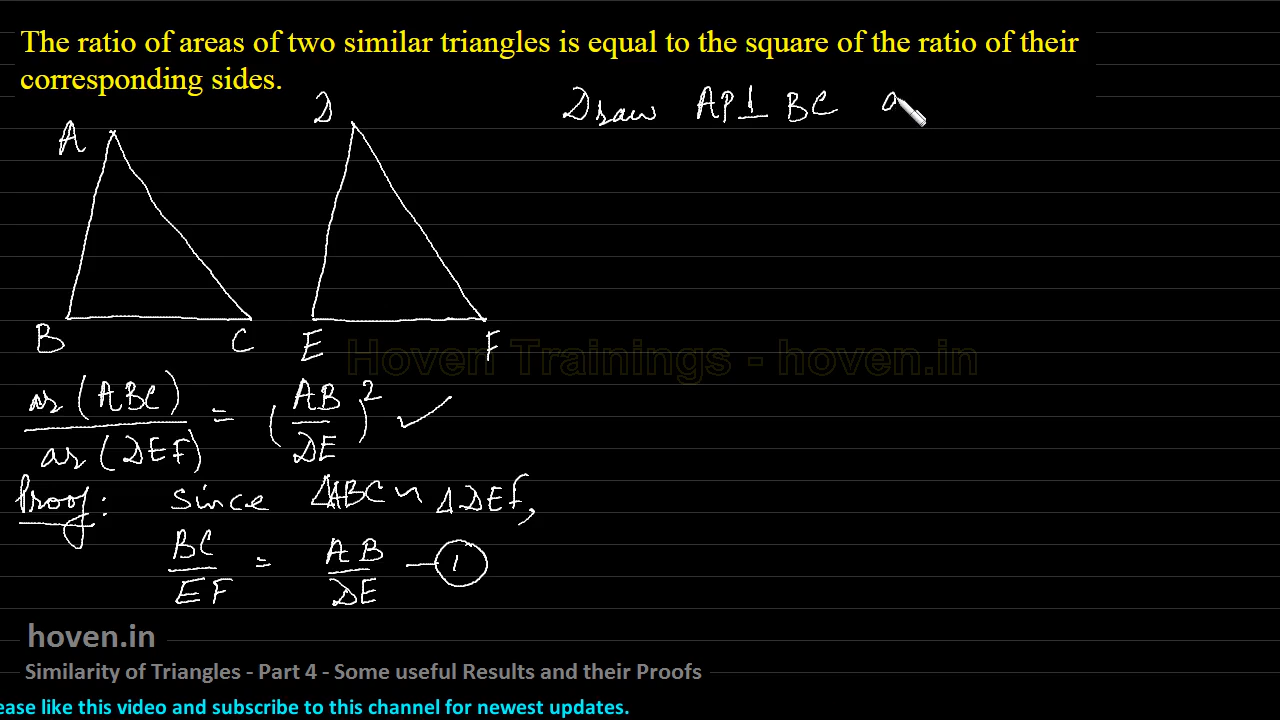 The ratio of areas of two similar triangles is equal to the square of the ratio of their
corresponding sides.
Draw AP⊥ BC a
A
D
B C E F
Hoven Trainings - hoven.in
ar (ABC) / ar (DEF) = (AB / DE)² ✓
Proof: Since ΔABC ~ ΔDEF,
BC / EF = AB / DE — ①
hoven.in
Similarity of Triangles - Part 4 - Some useful Results and their Proofs
ease like this video and subscribe to this channel for newest updates.